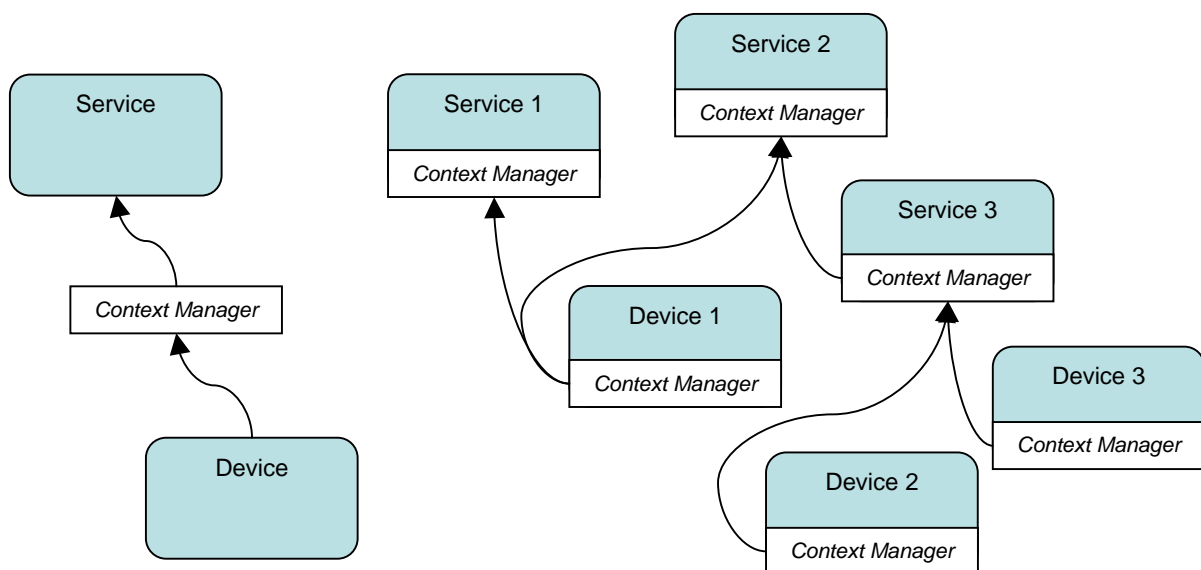 Service
Context Manager
Device
Service 1
Context Manager
Service 2
Context Manager
Service 3
Context Manager
Device 1
Context Manager
Device 3
Context Manager
Device 2
Context Manager